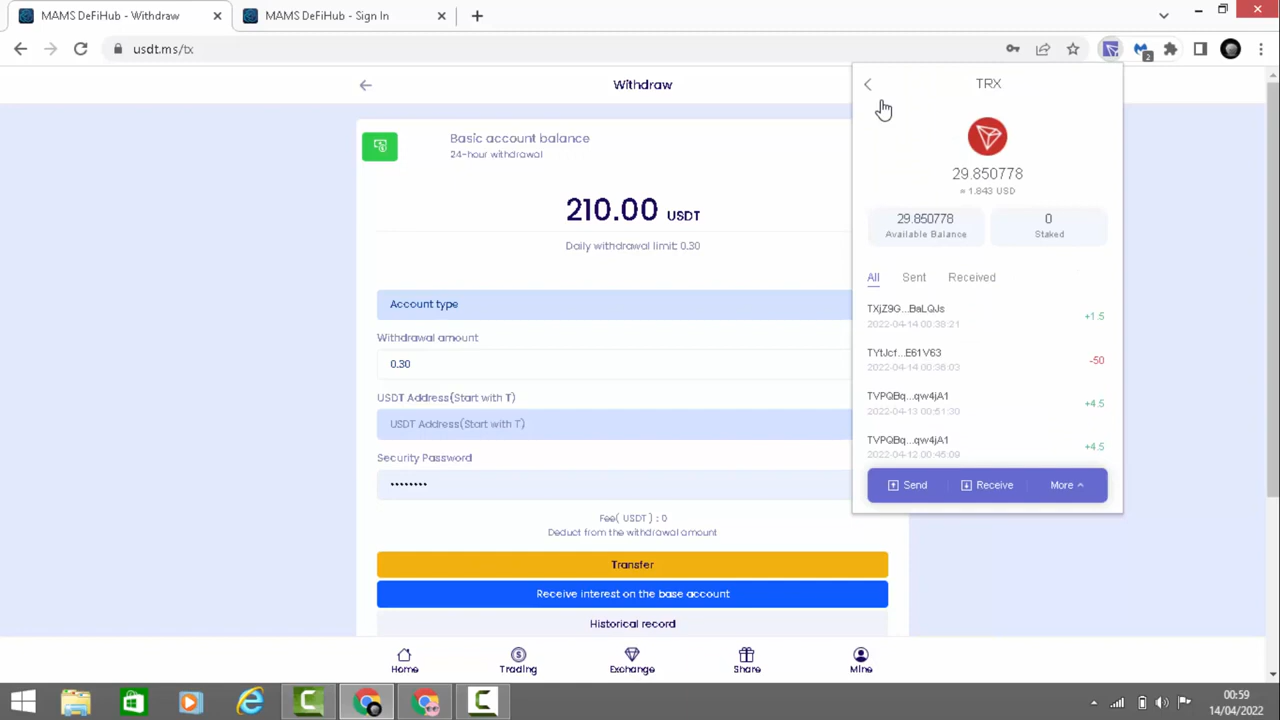 MAMS DeFiHub - Withdraw
MAMS DeFiHub - Sign In
usdt.ms/tx
2
Withdraw
Basic account balance
24-hour withdrawal
210.00 USDT
Daily withdrawal limit: 0.30
Account type
Withdrawal amount
0.30
USDT Address(Start with T)
USDT Address(Start with T)
Security Password
••••••••
Fee( USDT ) : 0
Deduct from the withdrawal amount
Transfer
Receive interest on the base account
Historical record
Home
Trading
Exchange
Share
Mine
TRX
29.850778
≈ 1.843 USD
29.850778
Available Balance
0
Staked
All
Sent
Received
TXjZ9G...BaLQJs
2022-04-14 00:38:21
+1.5
TYtJcf...E61V63
2022-04-14 00:36:03
-50
TVPQBq...qw4jA1
2022-04-13 00:51:30
+4.5
TVPQBq...qw4jA1
2022-04-12 00:45:09
+4.5
Send
Receive
More
00:59
14/04/2022